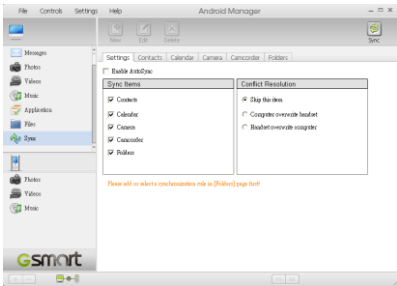 File Controls Settings Help Android Manager
New Edit Delete Sync
Messages
Photos
Videos
Music
Application
Files
Sync
Photos
Videos
Music
Gsmart
Settings Contacts Calendar Camera Camcorder Folders
Enable AutoSync
Sync Items
Contacts
Calendar
Camera
Camcorder
Folders
Conflict Resolution
Skip this item
Computer overwrite handset
Handset overwrite computer
Please add or select a synchronization rule in [Folders] page first!